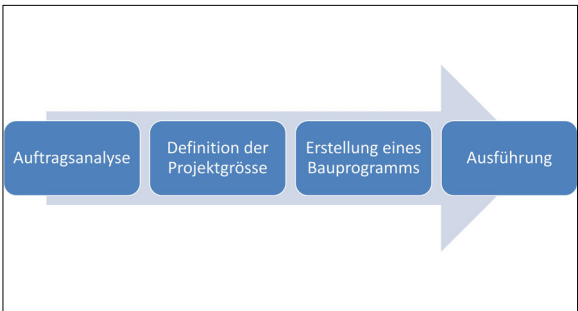 Auftragsanalyse
Definition der
Projektgrösse
Erstellung eines
Bauprogramms
Ausführung